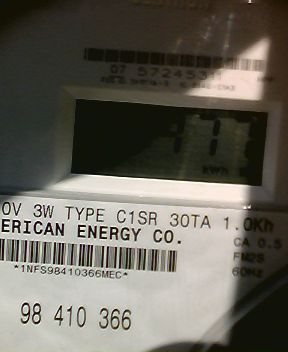 07 572453
kWh
0V 3W TYPE C1SR 30TA 1.0Kh
ERICAN ENERGY CO.
CA 0.5
FM2S
60Hz
*1NFS98410366MEC*
98 410 366